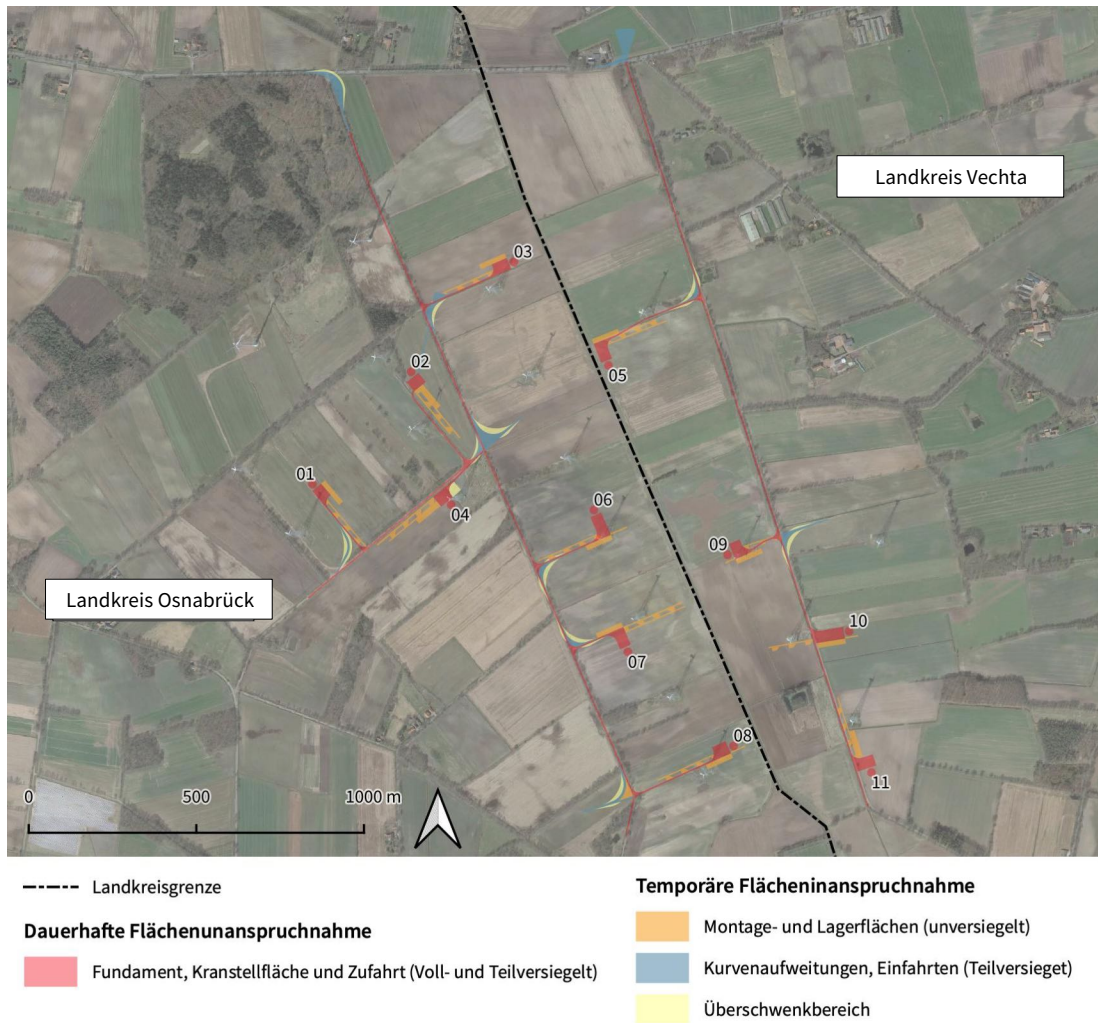 Landkreis Vechta
03
02
05
01
04
06
09
Landkreis Osnabrück
10
07
08
11
0 500 1000 m
Landkreisgrenze
Dauerhafte Flächenunanspruchnahme
Fundament, Kranstellfläche und Zufahrt (Voll- und Teilversiegelt)
Temporäre Flächeninanspruchnahme
Montage- und Lagerflächen (unversiegelt)
Kurvenaufweitungen, Einfahrten (Teilversieget)
Überschwenkbereich